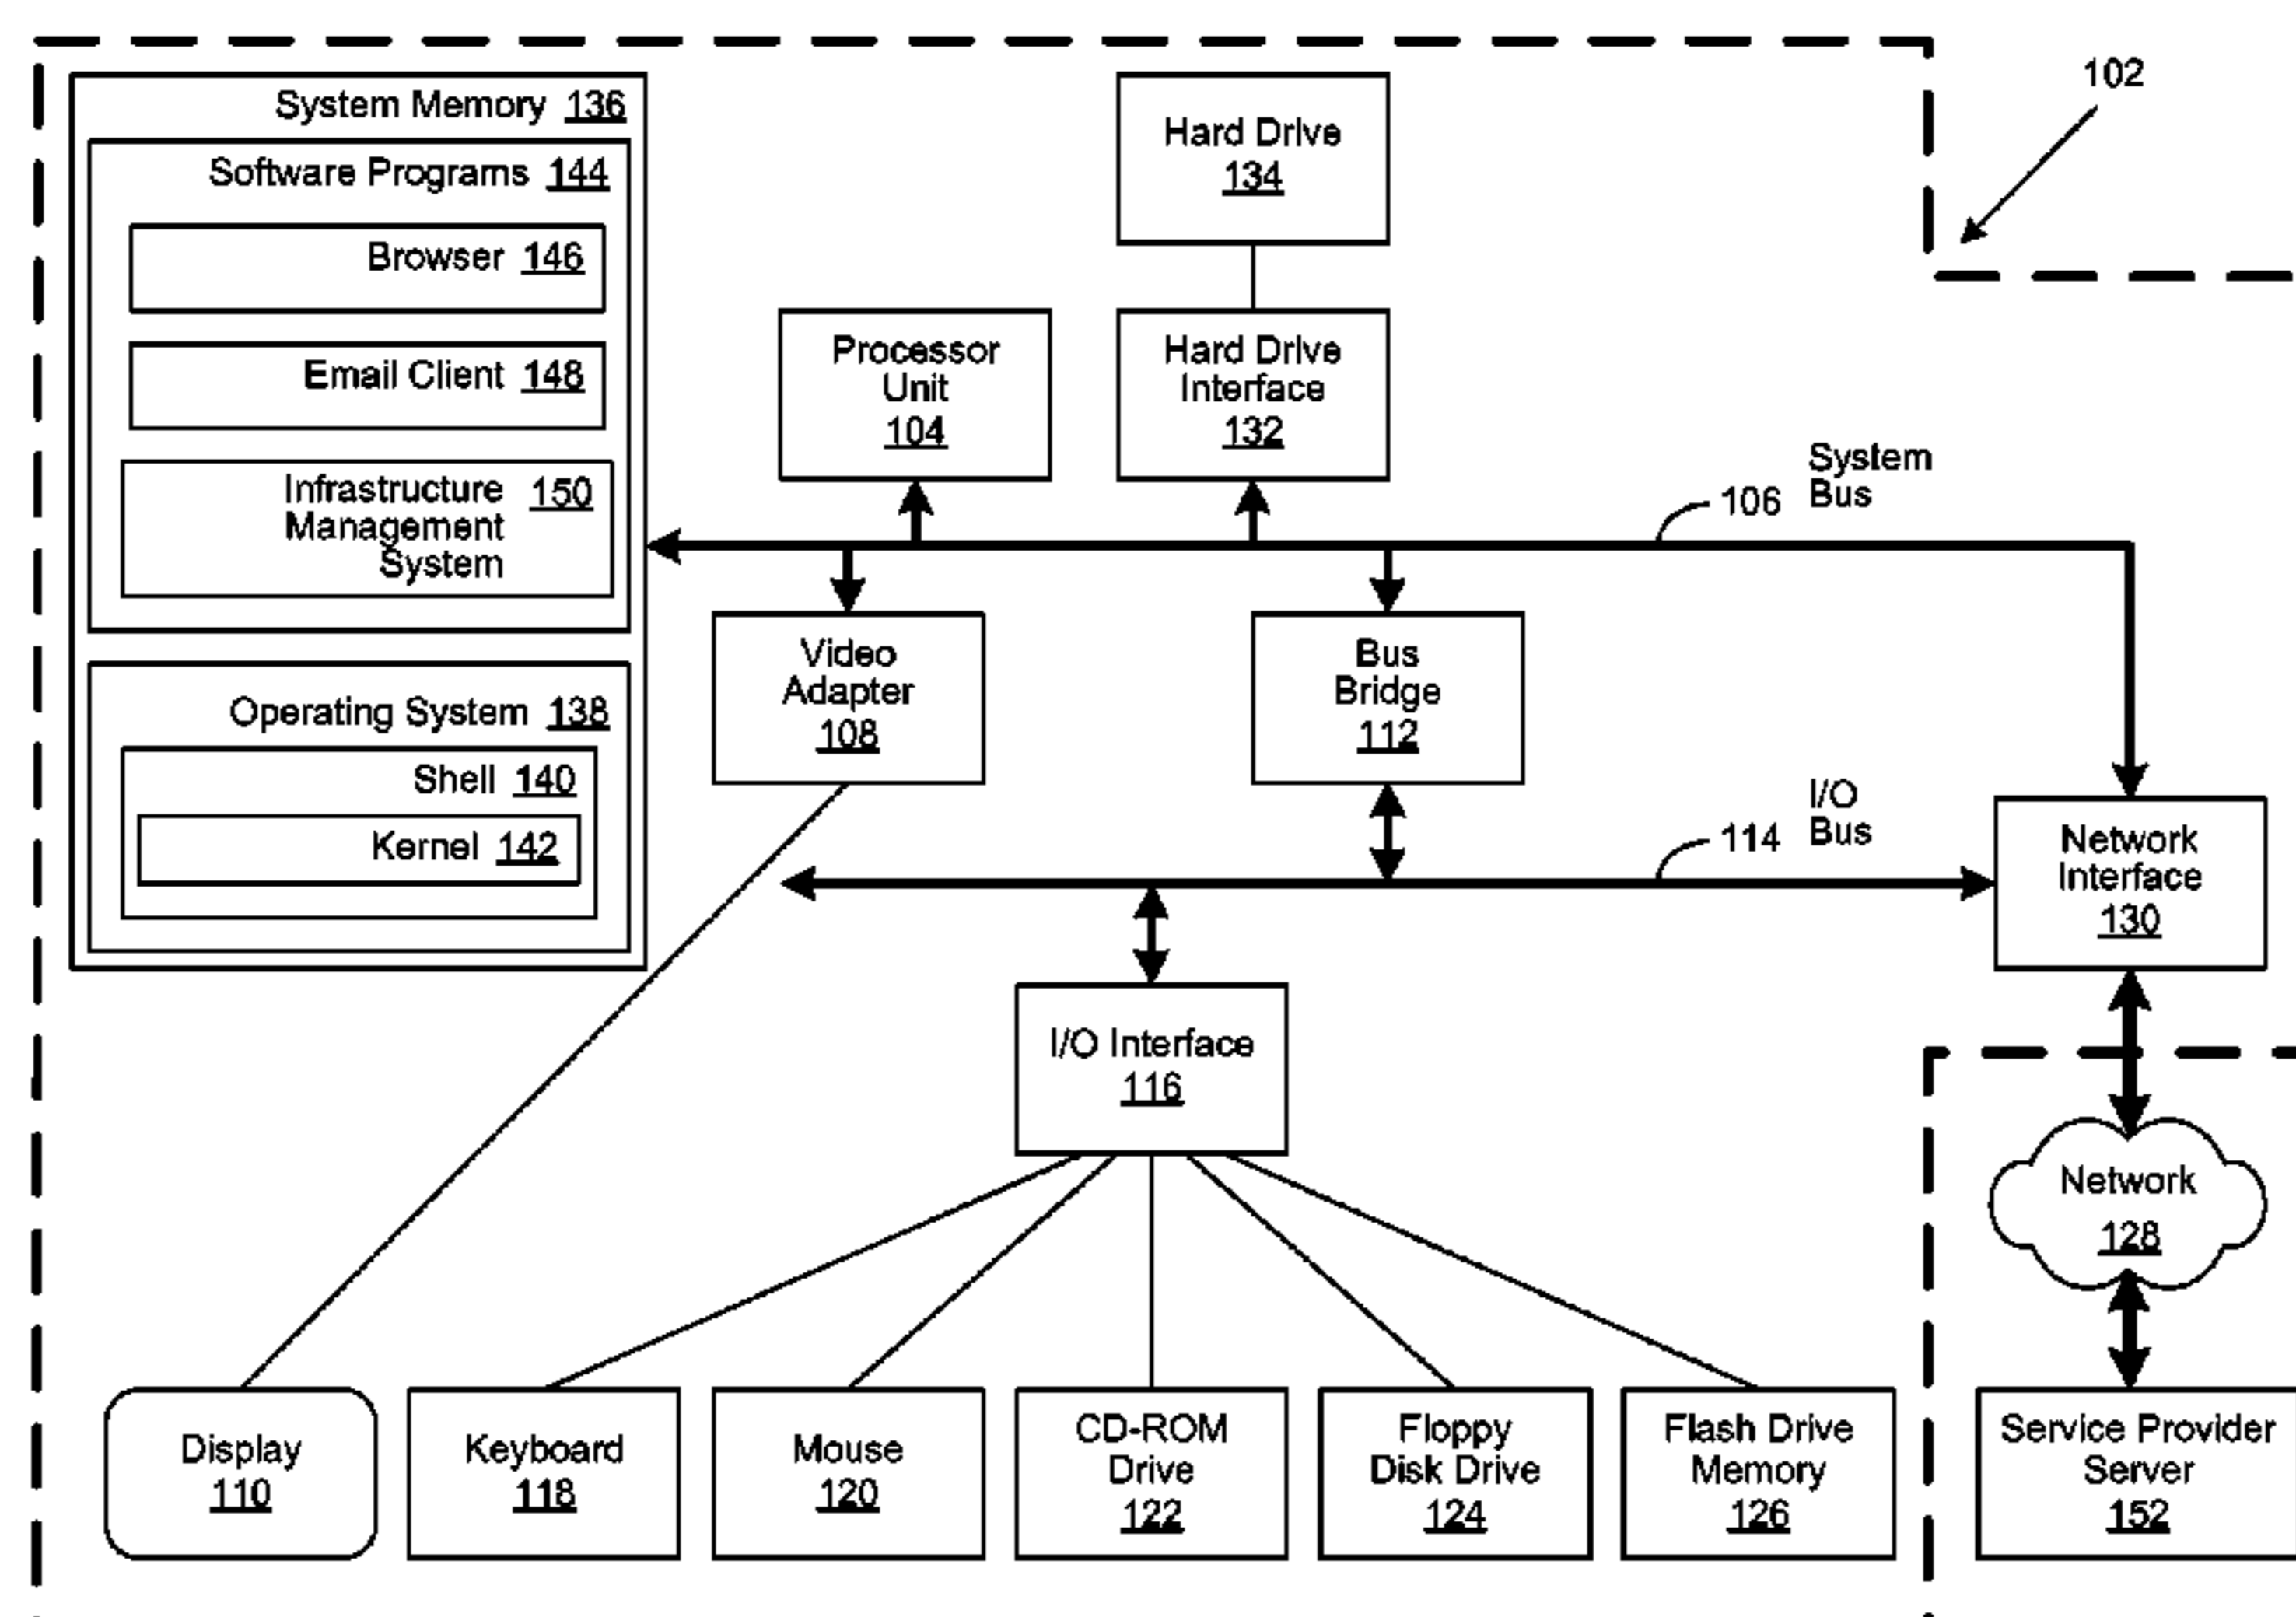 102
System Memory 136
Software Programs 144
Browser 146
Email Client 148
Infrastructure 150
Management
System
Operating System 138
Shell 140
Kernel 142
Hard Drive
134
Processor
Unit
104
Hard Drive
Interface
132
System
Bus
106
Video
Adapter
108
Bus
Bridge
112
I/O
Bus
114
Network
Interface
130
I/O Interface
116
Network
128
Display
110
Keyboard
118
Mouse
120
CD-ROM
Drive
122
Floppy
Disk Drive
124
Flash Drive
Memory
126
Service Provider
Server
152